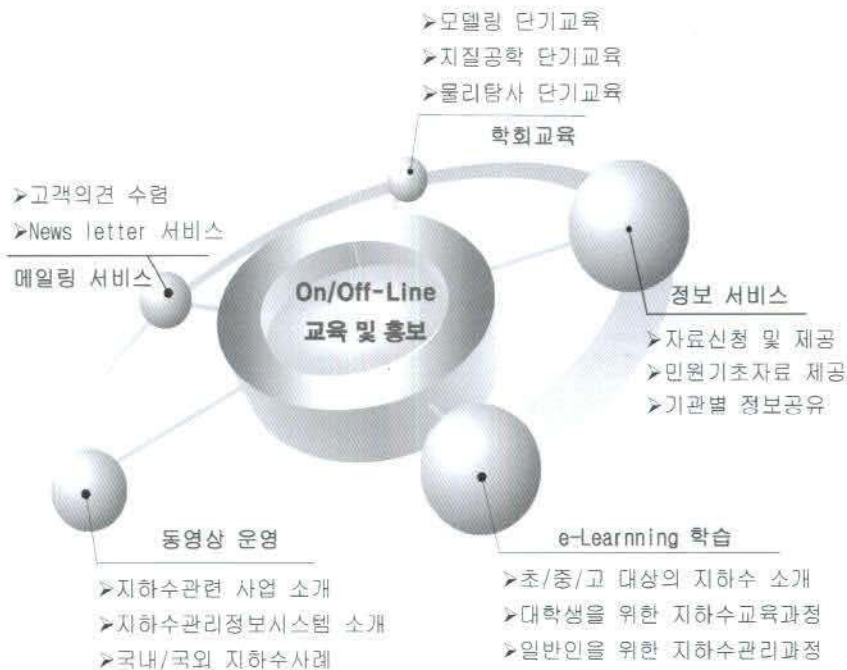 ➢모델링 단기교육
➢지질공학 단기교육
➢물리탐사 단기교육
학회교육
➢고객의견 수렴
➢News letter 서비스
메일링 서비스
On/Off-Line
교육 및 홍보
정보 서비스
➢자료신청 및 제공
➢민원기초자료 제공
➢기관별 정보공유
동영상 운영
➢지하수관련 사업 소개
➢지하수관리정보시스템 소개
➢국내/국외 지하수사례
e-Learnning 학습
➢초/중/고 대상의 지하수 소개
➢대학생을 위한 지하수교육과정
➢일반인을 위한 지하수관리과정